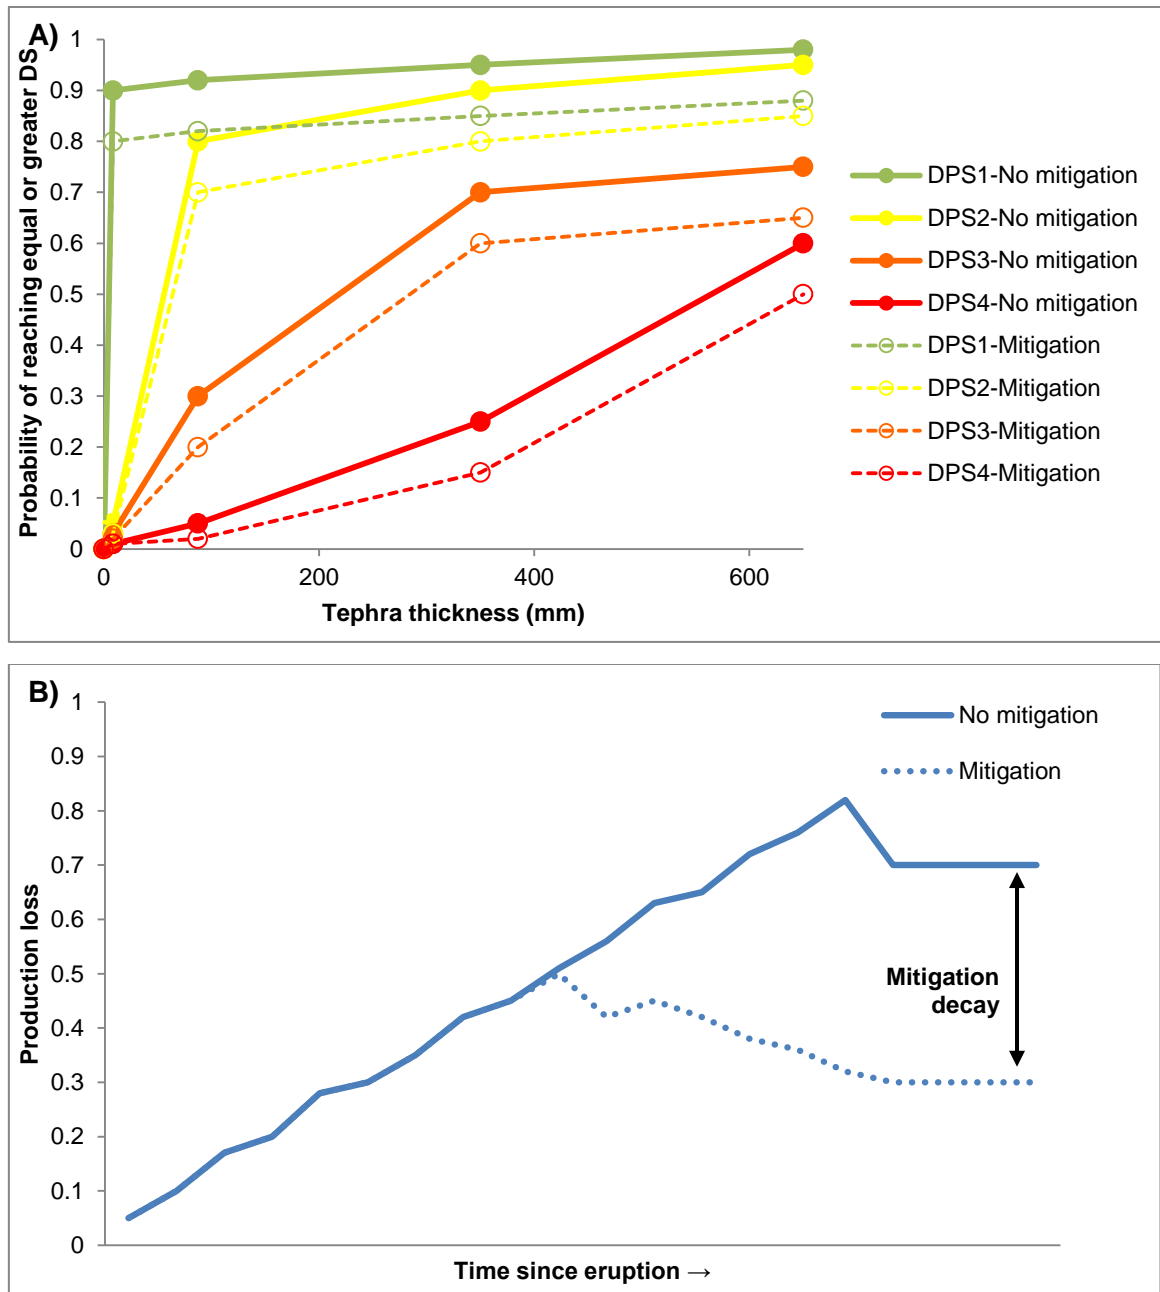 A)
Probability of reaching equal or greater DS
1
0.9
0.8
0.7
0.6
0.5
0.4
0.3
0.2
0.1
0
0 200 400 600
Tephra thickness (mm)
DPS1-No mitigation
DPS2-No mitigation
DPS3-No mitigation
DPS4-No mitigation
DPS1-Mitigation
DPS2-Mitigation
DPS3-Mitigation
DPS4-Mitigation
B)
Production loss
1
0.9
0.8
0.7
0.6
0.5
0.4
0.3
0.2
0.1
0
Time since eruption →
No mitigation
Mitigation
Mitigation
decay